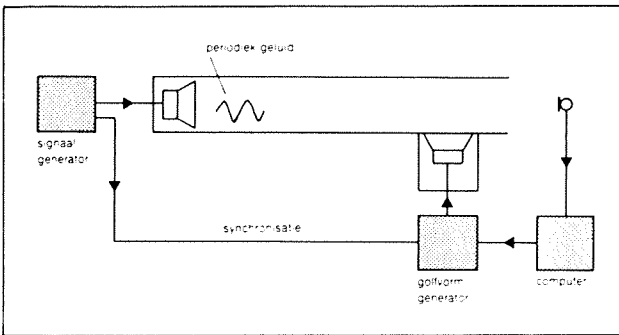 periodiek geluid
signaal
generator
synchronisatie
golfvorm
generator
computer